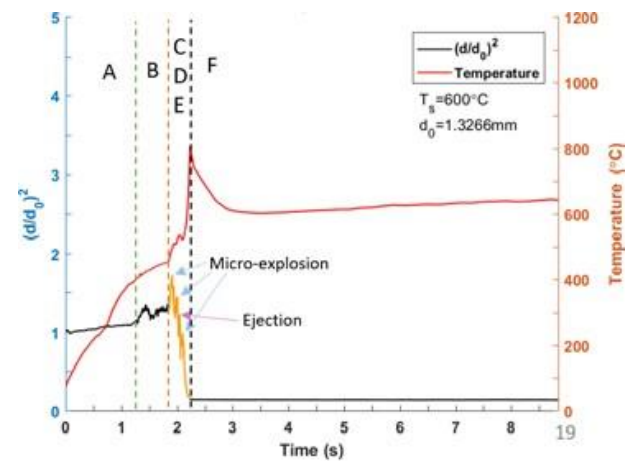 5
4
3
2
1
0
(d/d0)2
A
B
C
D
E
F
(d/d0)2
Temperature
Ts=600°C
d0=1.3266mm
Micro-explosion
Ejection
1200
1000
800
600
400
200
0
Temperature (°C)
0 1 2 3 4 5 6 7 8
19
Time (s)